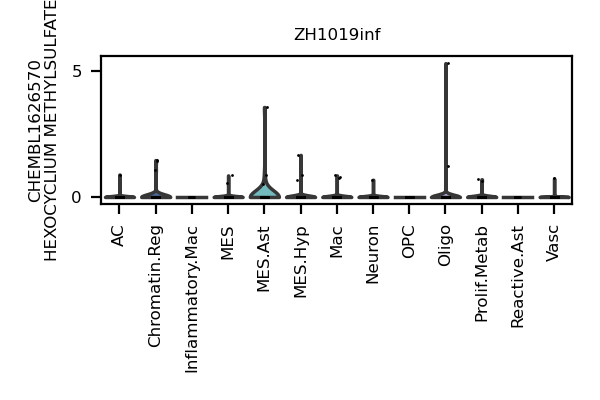 ZH1019inf
CHEMBL1626570
HEXOCYCLIUM METHYLSULFATE
5
0
AC
Chromatin.Reg
Inflammatory.Mac
MES
MES.Ast
MES.Hyp
Mac
Neuron
OPC
Oligo
Prolif.Metab
Reactive.Ast
Vasc